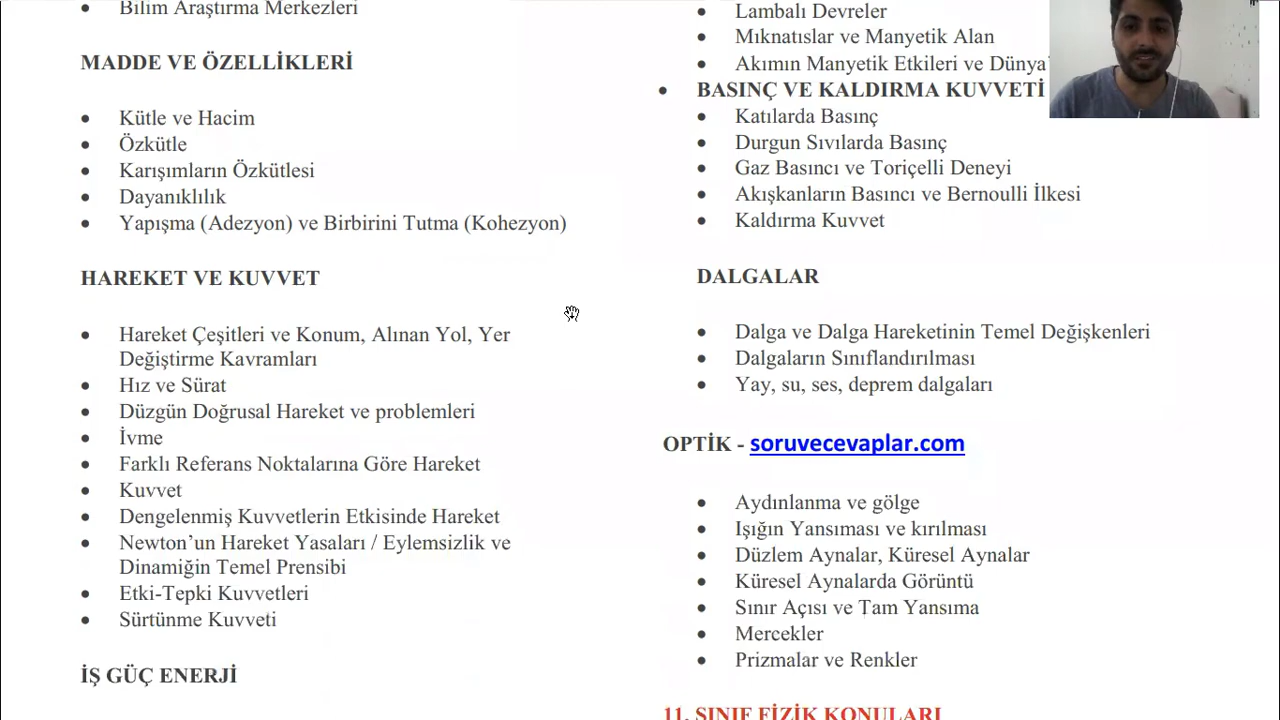 Bilim Araştırma Merkezleri
MADDE VE ÖZELLİKLERİ
• Kütle ve Hacim
• Özkütle
• Karışımların Özkütlesi
• Dayanıklılık
• Yapışma (Adezyon) ve Birbirini Tutma (Kohezyon)
HAREKET VE KUVVET
• Hareket Çeşitleri ve Konum, Alınan Yol, Yer
Değiştirme Kavramları
• Hız ve Sürat
• Düzgün Doğrusal Hareket ve problemleri
• İvme
• Farklı Referans Noktalarına Göre Hareket
• Kuvvet
• Dengelenmiş Kuvvetlerin Etkisinde Hareket
• Newton’un Hareket Yasaları / Eylemsizlik ve
Dinamiğin Temel Prensibi
• Etki-Tepki Kuvvetleri
• Sürtünme Kuvveti
İŞ GÜÇ ENERJİ
• Lambalı Devreler
• Mıknatıslar ve Manyetik Alan
• Akımın Manyetik Etkileri ve Dünya
• BASINÇ VE KALDIRMA KUVVETİ
• Katılarda Basınç
• Durgun Sıvılarda Basınç
• Gaz Basıncı ve Toriçelli Deneyi
• Akışkanların Basıncı ve Bernoulli İlkesi
• Kaldırma Kuvvet
DALGALAR
• Dalga ve Dalga Hareketinin Temel Değişkenleri
• Dalgaların Sınıflandırılması
• Yay, su, ses, deprem dalgaları
OPTİK - soruvecevaplar.com
• Aydınlanma ve gölge
• Işığın Yansıması ve kırılması
• Düzlem Aynalar, Küresel Aynalar
• Küresel Aynalarda Görüntü
• Sınır Açısı ve Tam Yansıma
• Mercekler
• Prizmalar ve Renkler
11. SINIF FİZİK KONULARI